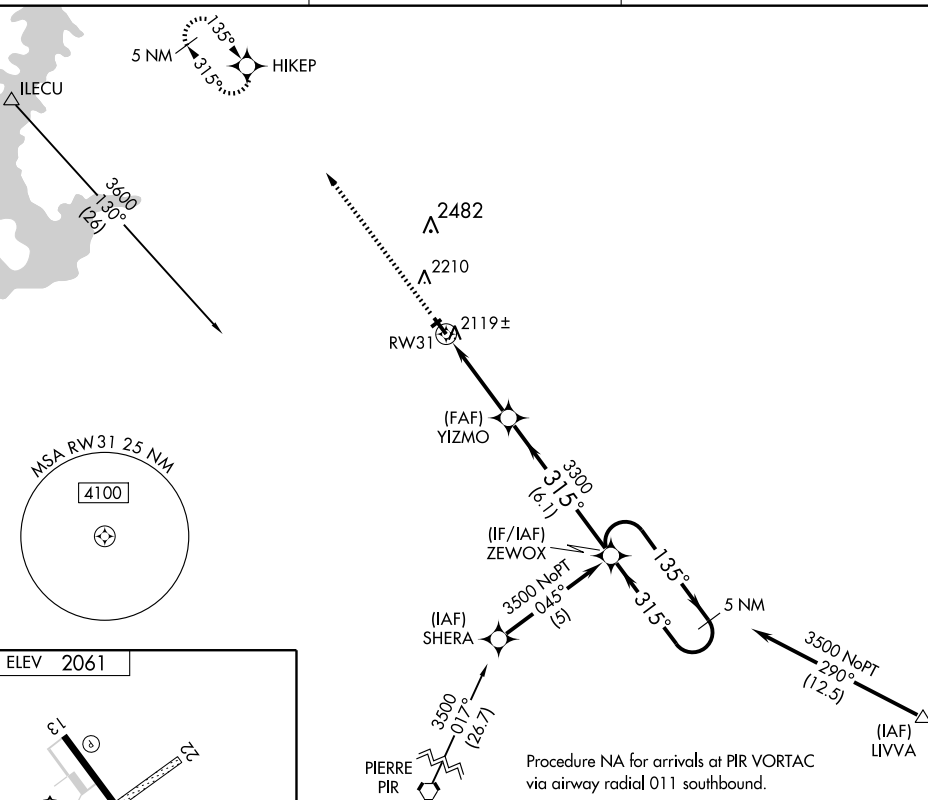 135°
5 NM
315°
HIKEP
ILECU
3600
130°
(26)
2482
2210
2119±
RW31
(FAF)
YIZMO
MSA RW31 25 NM
4100
3300
315°
(6.1)
(IF/IAF)
ZEWOX
135°
315°
5 NM
3500 NoPT
045°
(5)
(IAF)
SHERA
3500 NoPT
290°
(12.5)
(IAF)
LIVVA
3500
017°
(26.7)
PIERRE
PIR
Procedure NA for arrivals at PIR VORTAC
via airway radial 011 southbound.
ELEV 2061
13
P
22